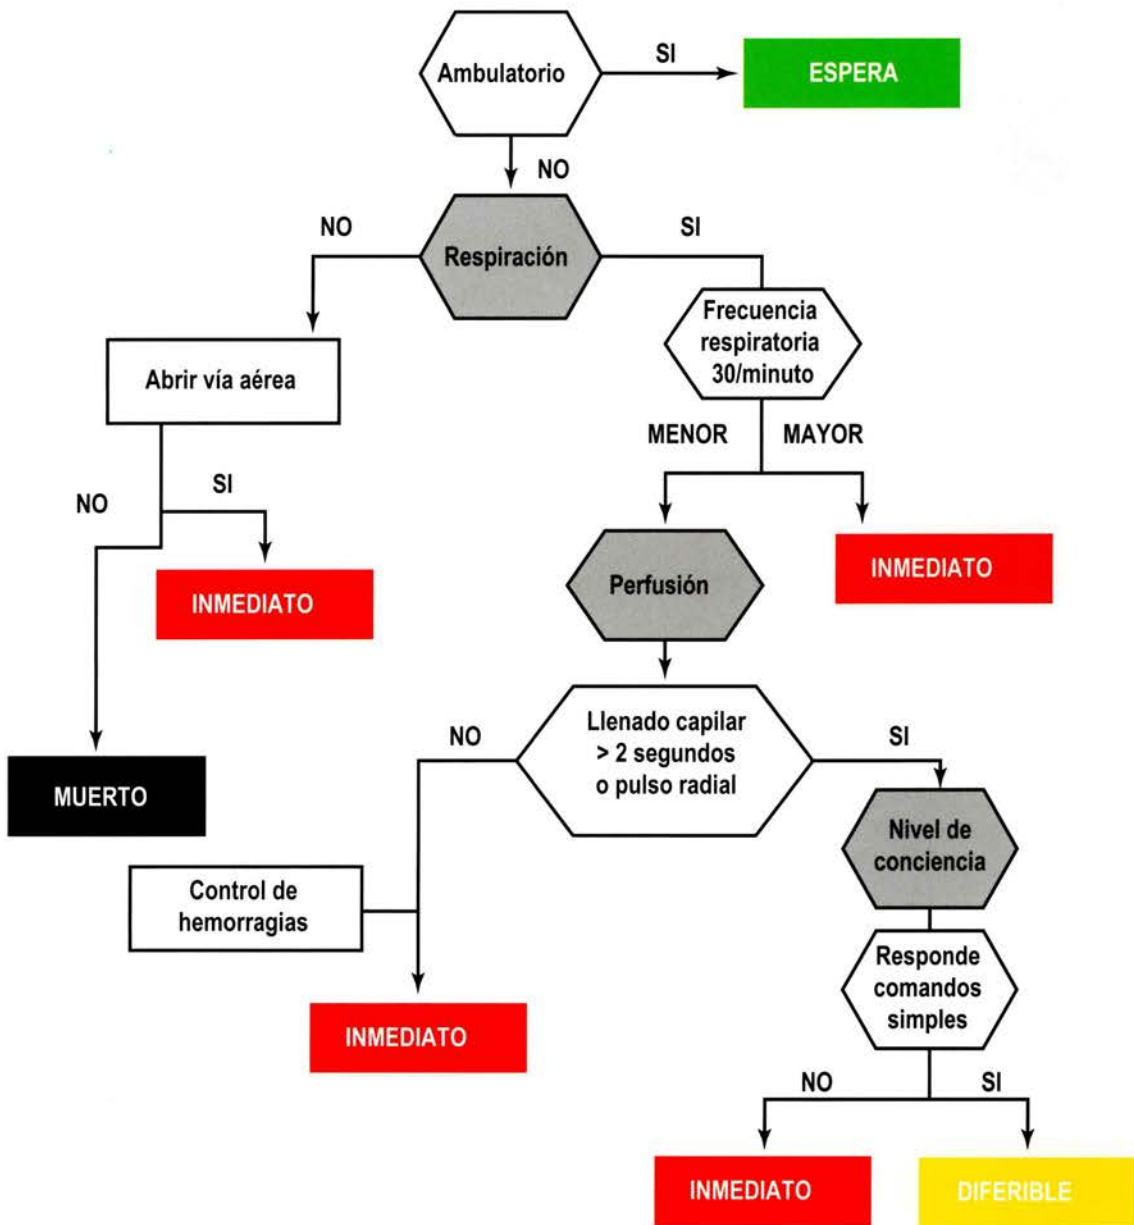 Ambulatorio
SI
ESPERA
NO
NO
Respiración
SI
Frecuencia
respiratoria
30/minuto
Abrir vía aérea
MENOR
MAYOR
NO
SI
INMEDIATO
Perfusión
INMEDIATO
MUERTO
NO
Llenado capilar
> 2 segundos
o pulso radial
SI
Nivel de
conciencia
Control de
hemorragias
INMEDIATO
Responde
comandos
simples
NO
SI
INMEDIATO
DIFERIBLE